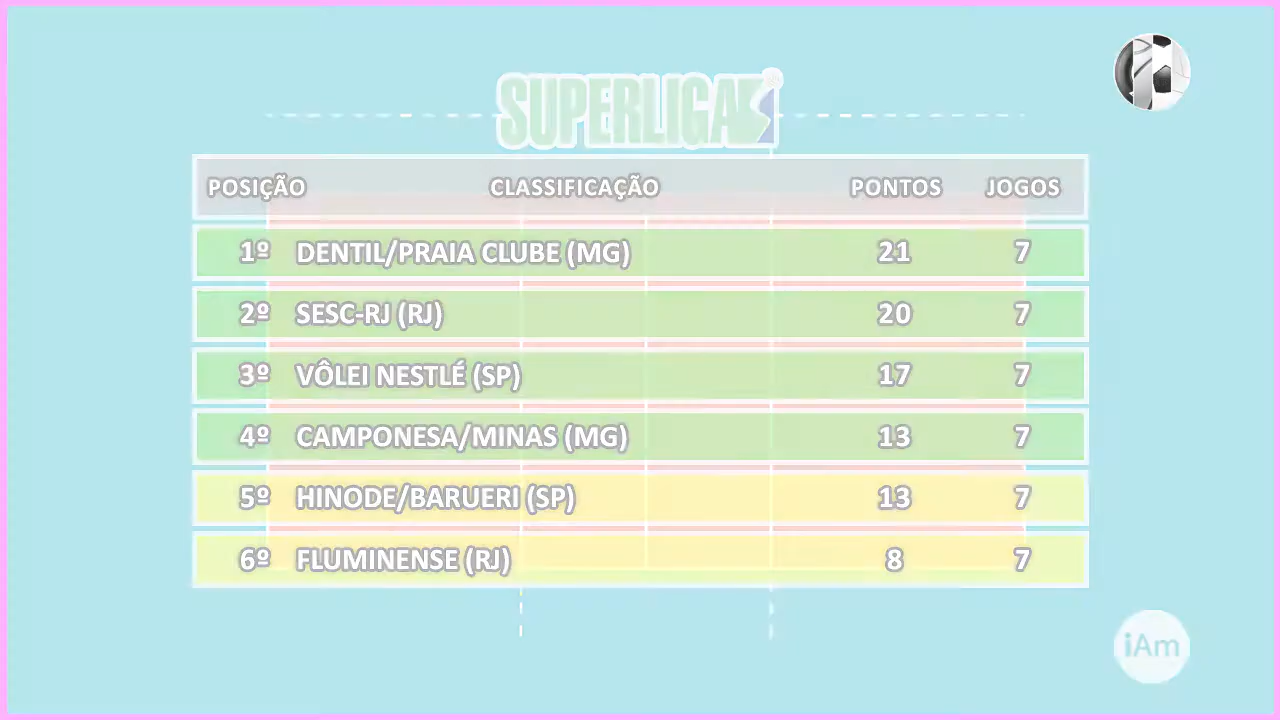 SUPERLIGA
POSIÇÃO CLASSIFICAÇÃO PONTOS JOGOS
1º DENTIL/PRAIA CLUBE (MG) 21 7
2º SESC-RJ (RJ) 20 7
3º VÔLEI NESTLÉ (SP) 17 7
4º CAMPONESA/MINAS (MG) 13 7
5º HINODE/BARUERI (SP) 13 7
6º FLUMINENSE (RJ) 8 7
iAm